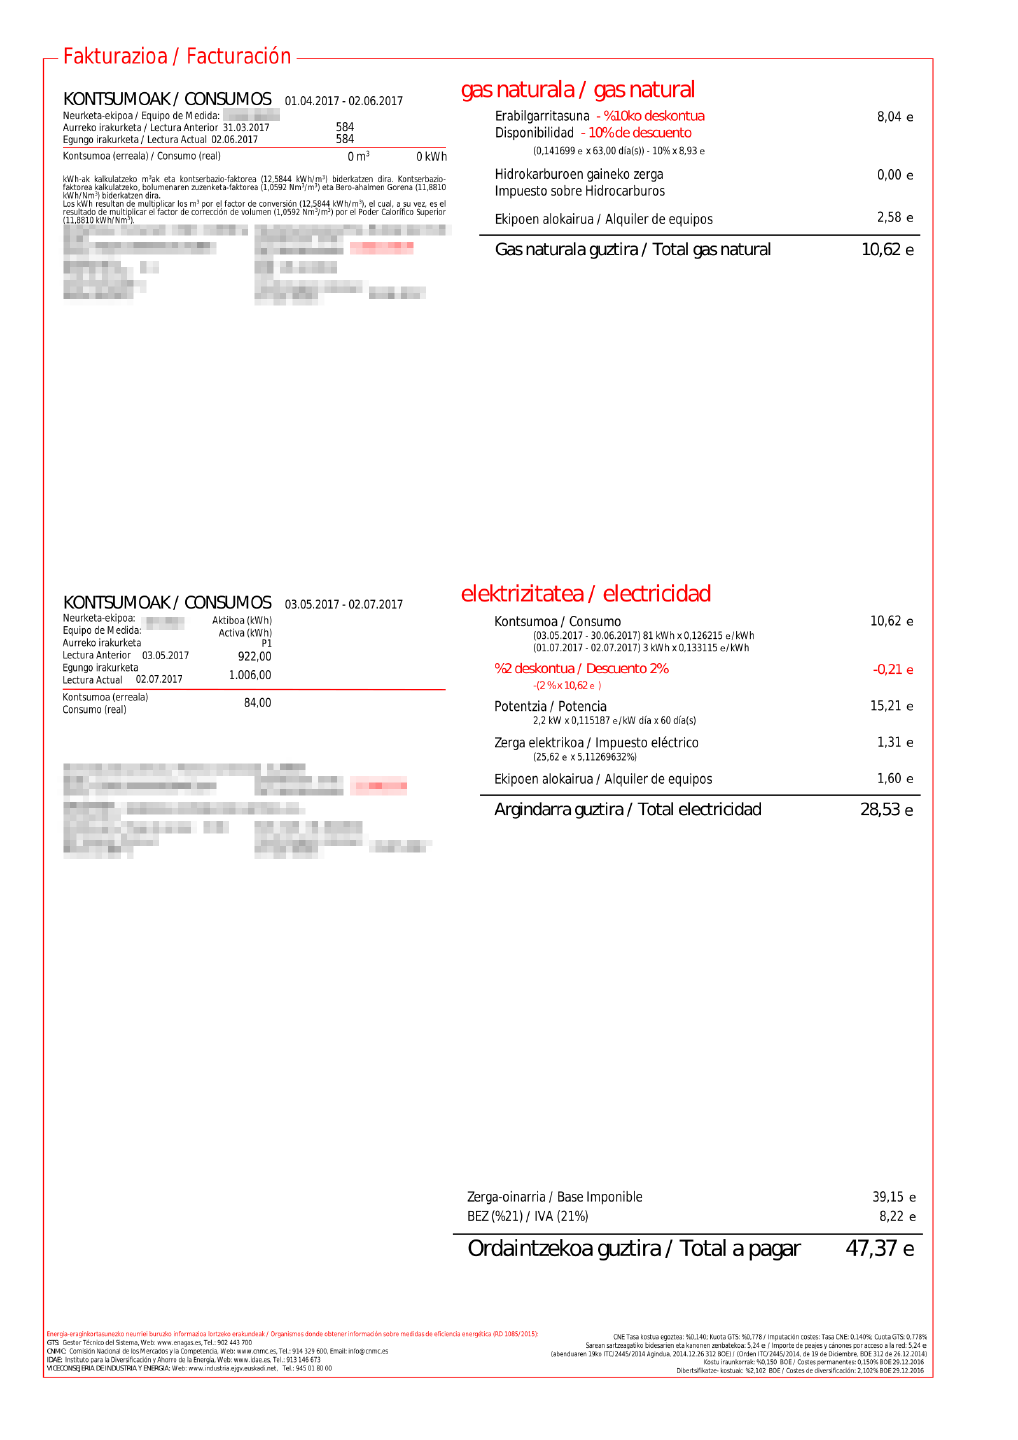 Fakturazioa / Facturación
KONTSUMOAK / CONSUMOS 01.04.2017 - 02.06.2017
Neurketa-ekipoa / Equipo de Medida:
Aurreko irakurketa / Lectura Anterior 31.03.2017 584
Egungo irakurketa / Lectura Actual 02.06.2017 584
Kontsumoa (erreala) / Consumo (real) 0 m³ 0 kWh
kWh-ak kalkulatzeko m³ak eta kontserbazio-faktorea (12,5844 kWh/m³) biderkatzen dira. Kontserbazio-
faktorea kalkulatzeko, bolumenaren zuzenketa-faktorea (1,0592 Nm³/m³) eta Bero-ahalmen Gorena (11,8810
kWh/Nm³) biderkatzen dira.
Los kWh resultan de multiplicar los m³ por el factor de conversión (12,5844 kWh/m³), el cual, a su vez, es el
resultado de multiplicar el factor de corrección de volumen (1,0592 Nm³/m³) por el Poder Calorífico Superior
(11,8810 kWh/Nm³).
gas naturala / gas natural
Erabilgarritasuna - %10ko deskontua 8,04 e
Disponibilidad - 10% de descuento
(0,141699 e x 63,00 día(s)) - 10% x 8,93 e
Hidrokarburoen gaineko zerga 0,00 e
Impuesto sobre Hidrocarburos
Ekipoen alokairua / Alquiler de equipos 2,58 e
Gas naturala guztira / Total gas natural 10,62 e
KONTSUMOAK / CONSUMOS 03.05.2017 - 02.07.2017
Neurketa-ekipoa: Aktiboa (kWh)
Equipo de Medida: Activa (kWh)
Aurreko irakurketa P1
Lectura Anterior 03.05.2017 922,00
Egungo irakurketa
Lectura Actual 02.07.2017 1.006,00
Kontsumoa (erreala)
Consumo (real) 84,00
elektrizitatea / electricidad
Kontsumoa / Consumo 10,62 e
(03.05.2017 - 30.06.2017) 81 kWh x 0,126215 e/kWh
(01.07.2017 - 02.07.2017) 3 kWh x 0,133115 e/kWh
%2 deskontua / Descuento 2% -0,21 e
-(2 % x 10,62 e )
Potentzia / Potencia 15,21 e
2,2 kW x 0,115187 e/kW día x 60 día(s)
Zerga elektrikoa / Impuesto eléctrico 1,31 e
(25,62 e x 5,11269632%)
Ekipoen alokairua / Alquiler de equipos 1,60 e
Argindarra guztira / Total electricidad 28,53 e
Zerga-oinarria / Base Imponible 39,15 e
BEZ (%21) / IVA (21%) 8,22 e
Ordaintzekoa guztira / Total a pagar 47,37 e
Energia-eraginkortasunezko neurriei buruzko informazioa lortzeko erakundeak / Organismos donde obtener información sobre medidas de eficiencia energética (RD 1085/2015):
GTS: Gestor Técnico del Sistema, Web: www.enagas.es, Tel.: 902 443 700
CNMC: Comisión Nacional de los Mercados y la Competencia. Web: www.cnmc.es, Tel.: 914 329 600, Email: info@cnmc.es
IDAE: Instituto para la Diversificación y Ahorro de la Energía. Web: www.idae.es. Tel.: 913 146 673
VICECONSEJERIA DE INDUSTRIA Y ENERGIA: Web: www.industria.ejgv.euskadi.net. Tel.: 945 01 80 00
CNE Tasa kostua egoztea: %0,140; Kuota GTS: %0,778 / Imputación costes: Tasa CNE: 0,140%; Cuota GTS: 0,778%
Sarean sartzeagatiko bidesarien eta kanonen zenbatekoa: 5,24 e / Importe de peajes y cánones por acceso a la red: 5,24 e
(abenduaren 19ko ITC/2445/2014 Agindua, 2014.12.26 312 BOE) / (Orden ITC/2445/2014, de 19 de Diciembre, BOE 312 de 26.12.2014)
Kostu iraunkorrak: %0,150 BOE / Costes permanentes: 0,150% BOE 29.12.2016
Dibertsifikatze- kostuak: %2,102 BOE / Costes de diversificación: 2,102% BOE 29.12.2016